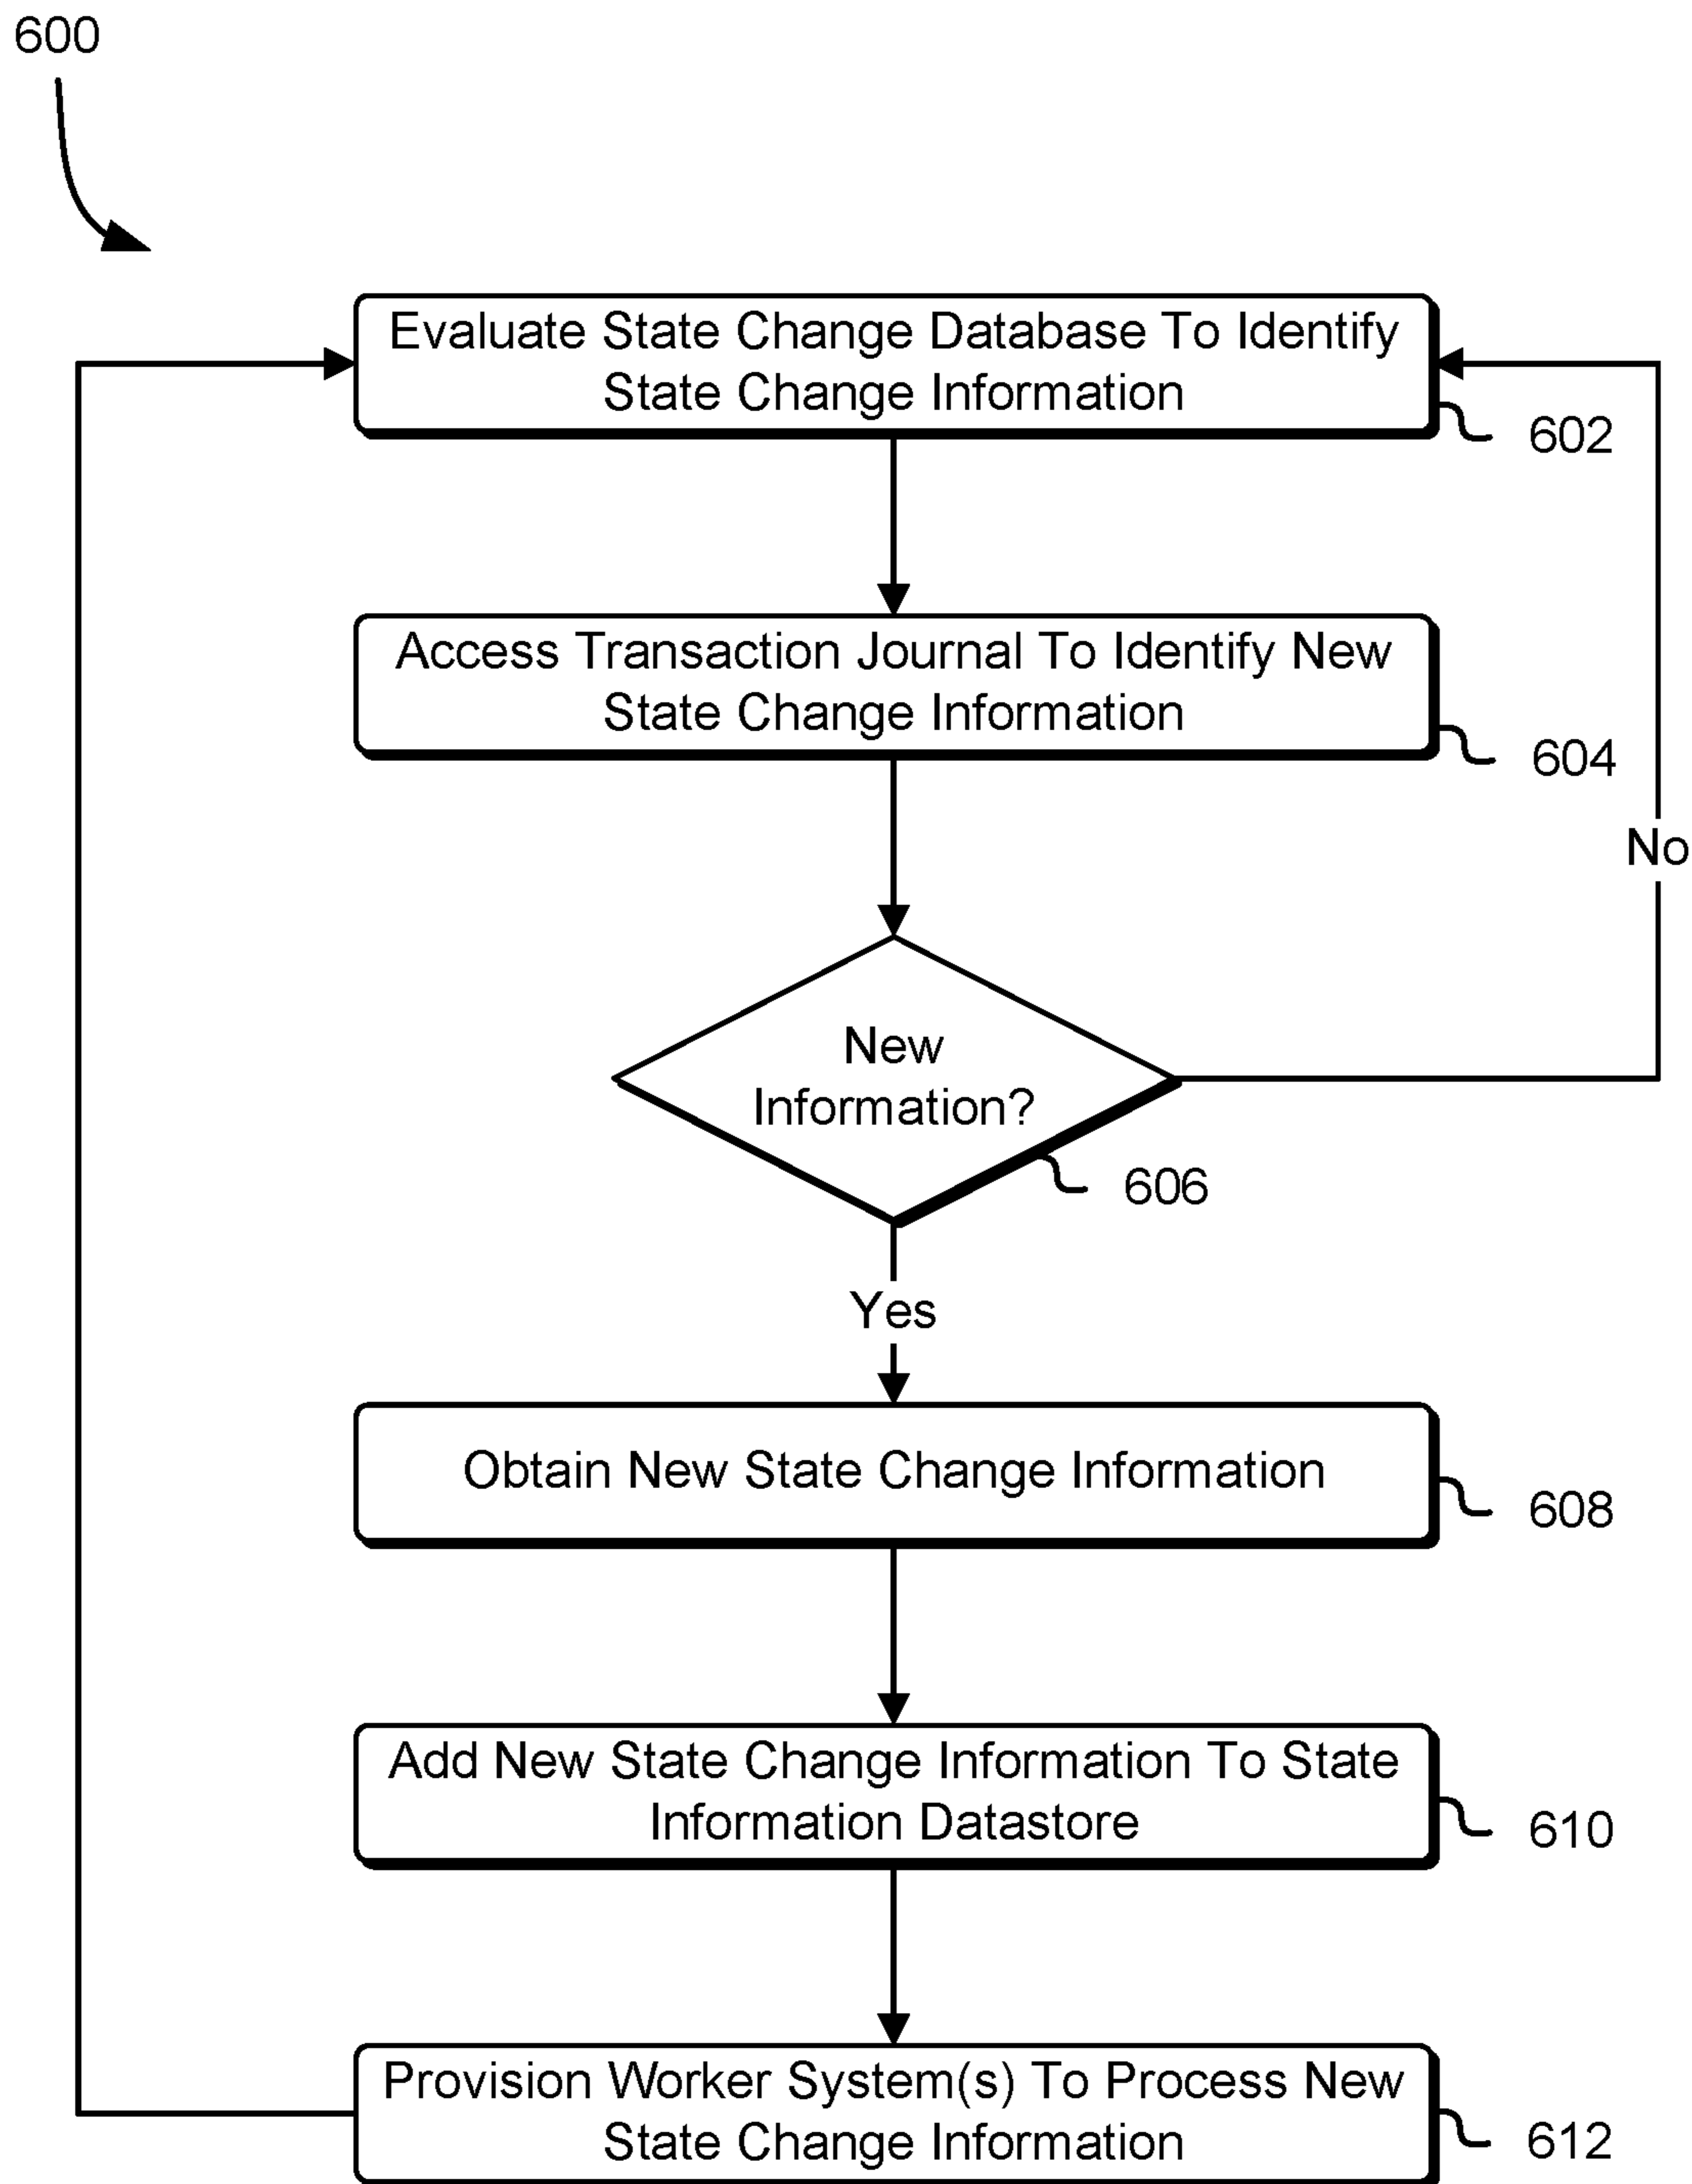 600
Evaluate State Change Database To Identify
State Change Information
602
Access Transaction Journal To Identify New
State Change Information
604
No
New
Information?
606
Yes
Obtain New State Change Information
608
Add New State Change Information To State
Information Datastore
610
Provision Worker System(s) To Process New
State Change Information
612